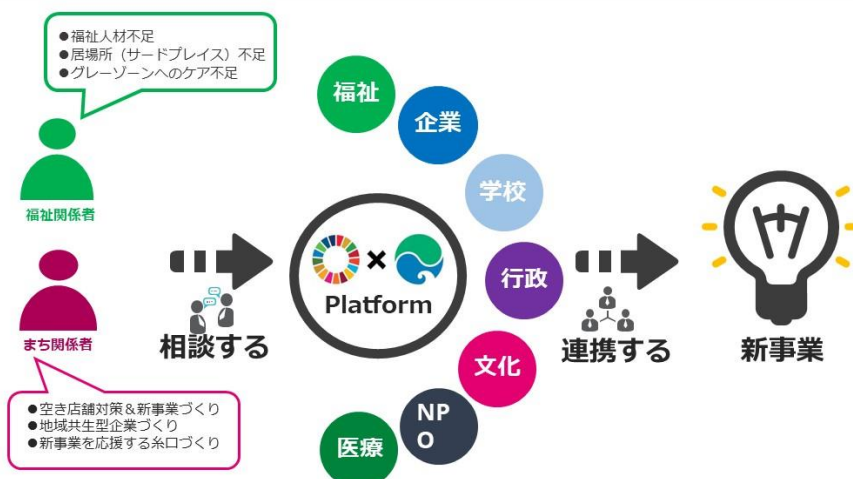 ●福祉人材不足
●居場所（サードプレイス）不足
●グレーゾーンへのケア不足
福祉関係者
まち関係者
●空き店舗対策＆新事業づくり
●地域共生型企業づくり
●新事業を応援する糸口づくり
相談する
×
Platform
福祉
企業
学校
行政
文化
NP
O
医療
連携する
新事業